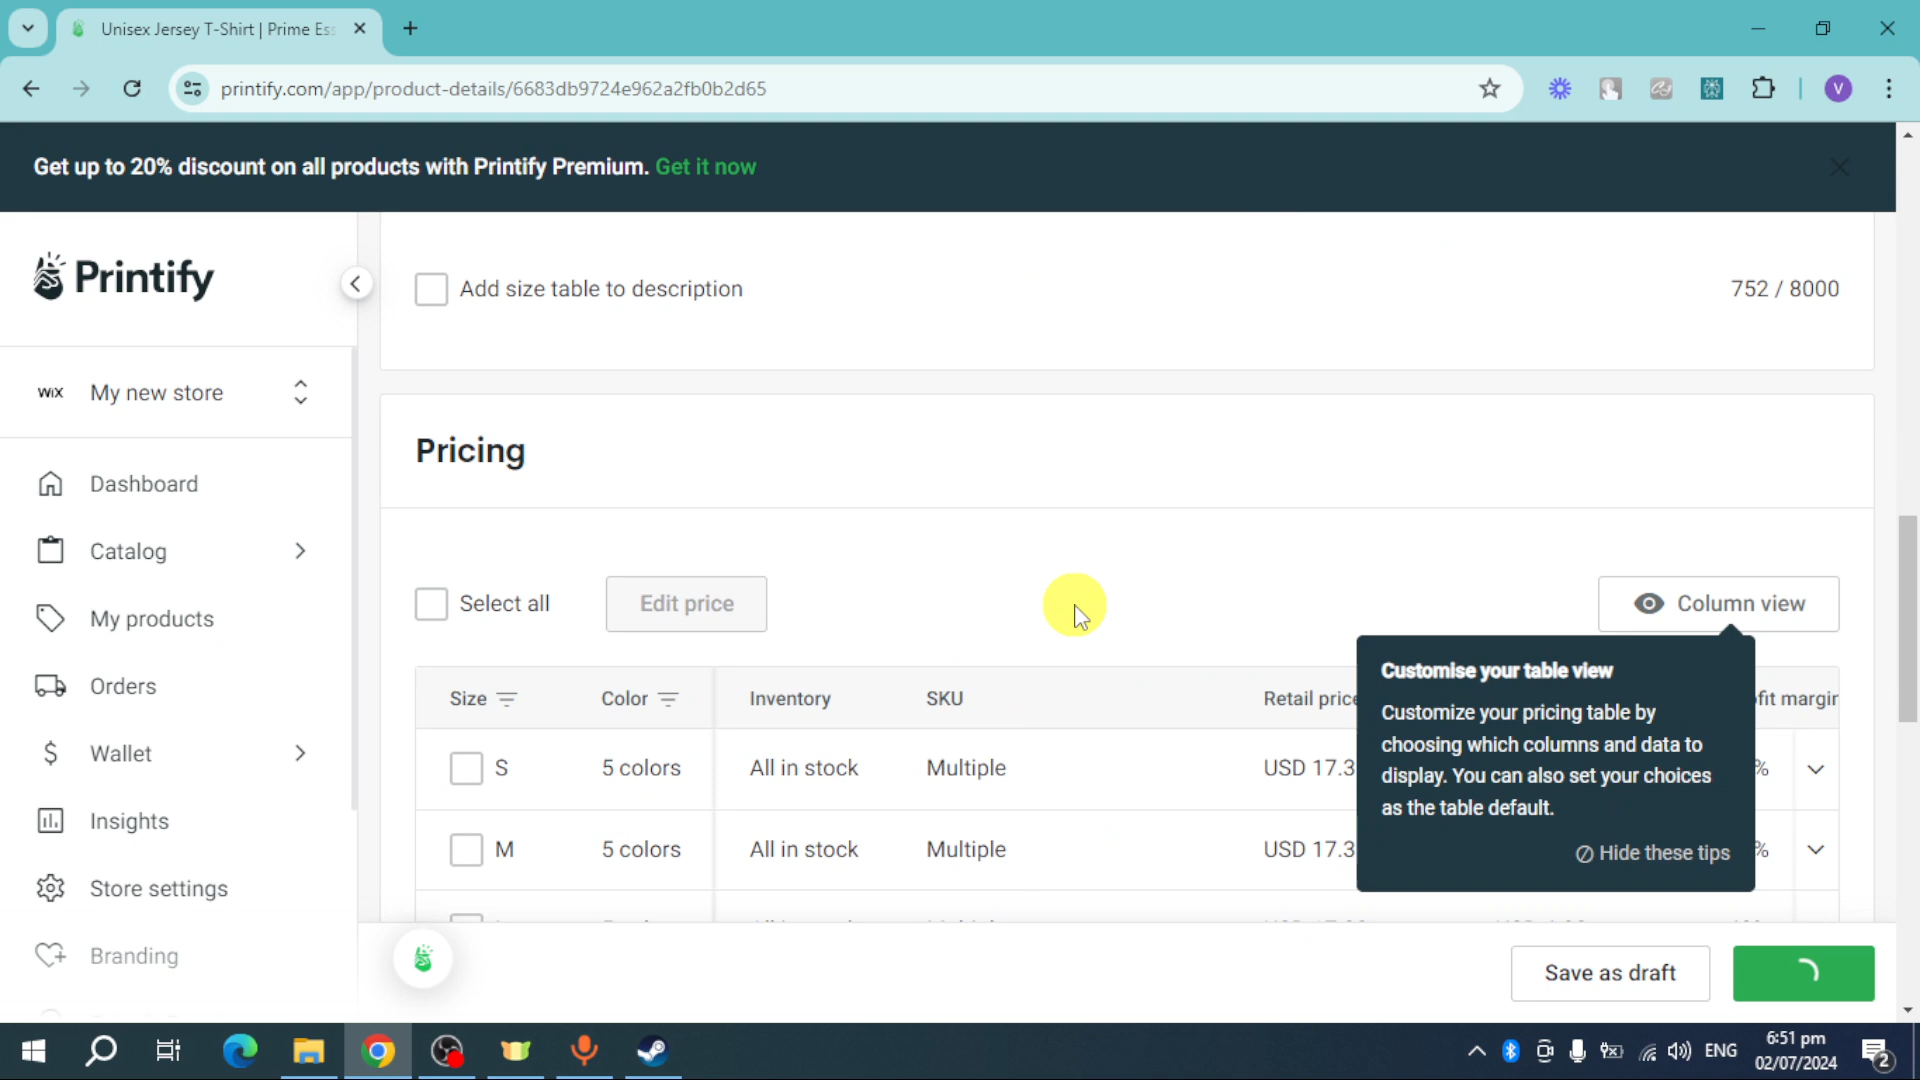 Unisex Jersey T-Shirt | Prime Ess
printify.com/app/product-details/6683db9724e962a2fb0b2d65
V
Get up to 20% discount on all products with Printify Premium. Get it now
Printify
Add size table to description
752 / 8000
WiX My new store
Pricing
Dashboard
Catalog
Select all
Edit price
Column view
My products
Customise your table view
Customize your pricing table by
choosing which columns and data to
display. You can also set your choices
as the table default.
Hide these tips
Orders
Size
Color
Inventory
SKU
Retail price
fit margin
Wallet
S
5 colors
All in stock
Multiple
USD 17.3
%
Insights
M
5 colors
All in stock
Multiple
USD 17.3
%
Store settings
Branding
Save as draft
ENG
6:51 pm
02/07/2024
2